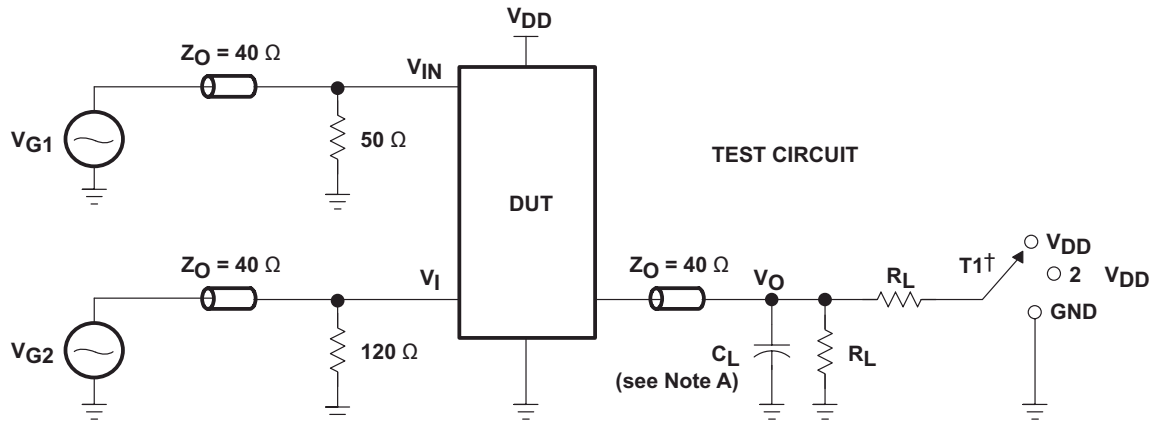 VDD
ZO = 40 Ω
VIN
VG1
50 Ω
TEST CIRCUIT
DUT
ZO = 40 Ω
VI
VG2
120 Ω
ZO = 40 Ω
VO
RL
T1†
VDD
2 VDD
GND
CL
(see Note A)
RL